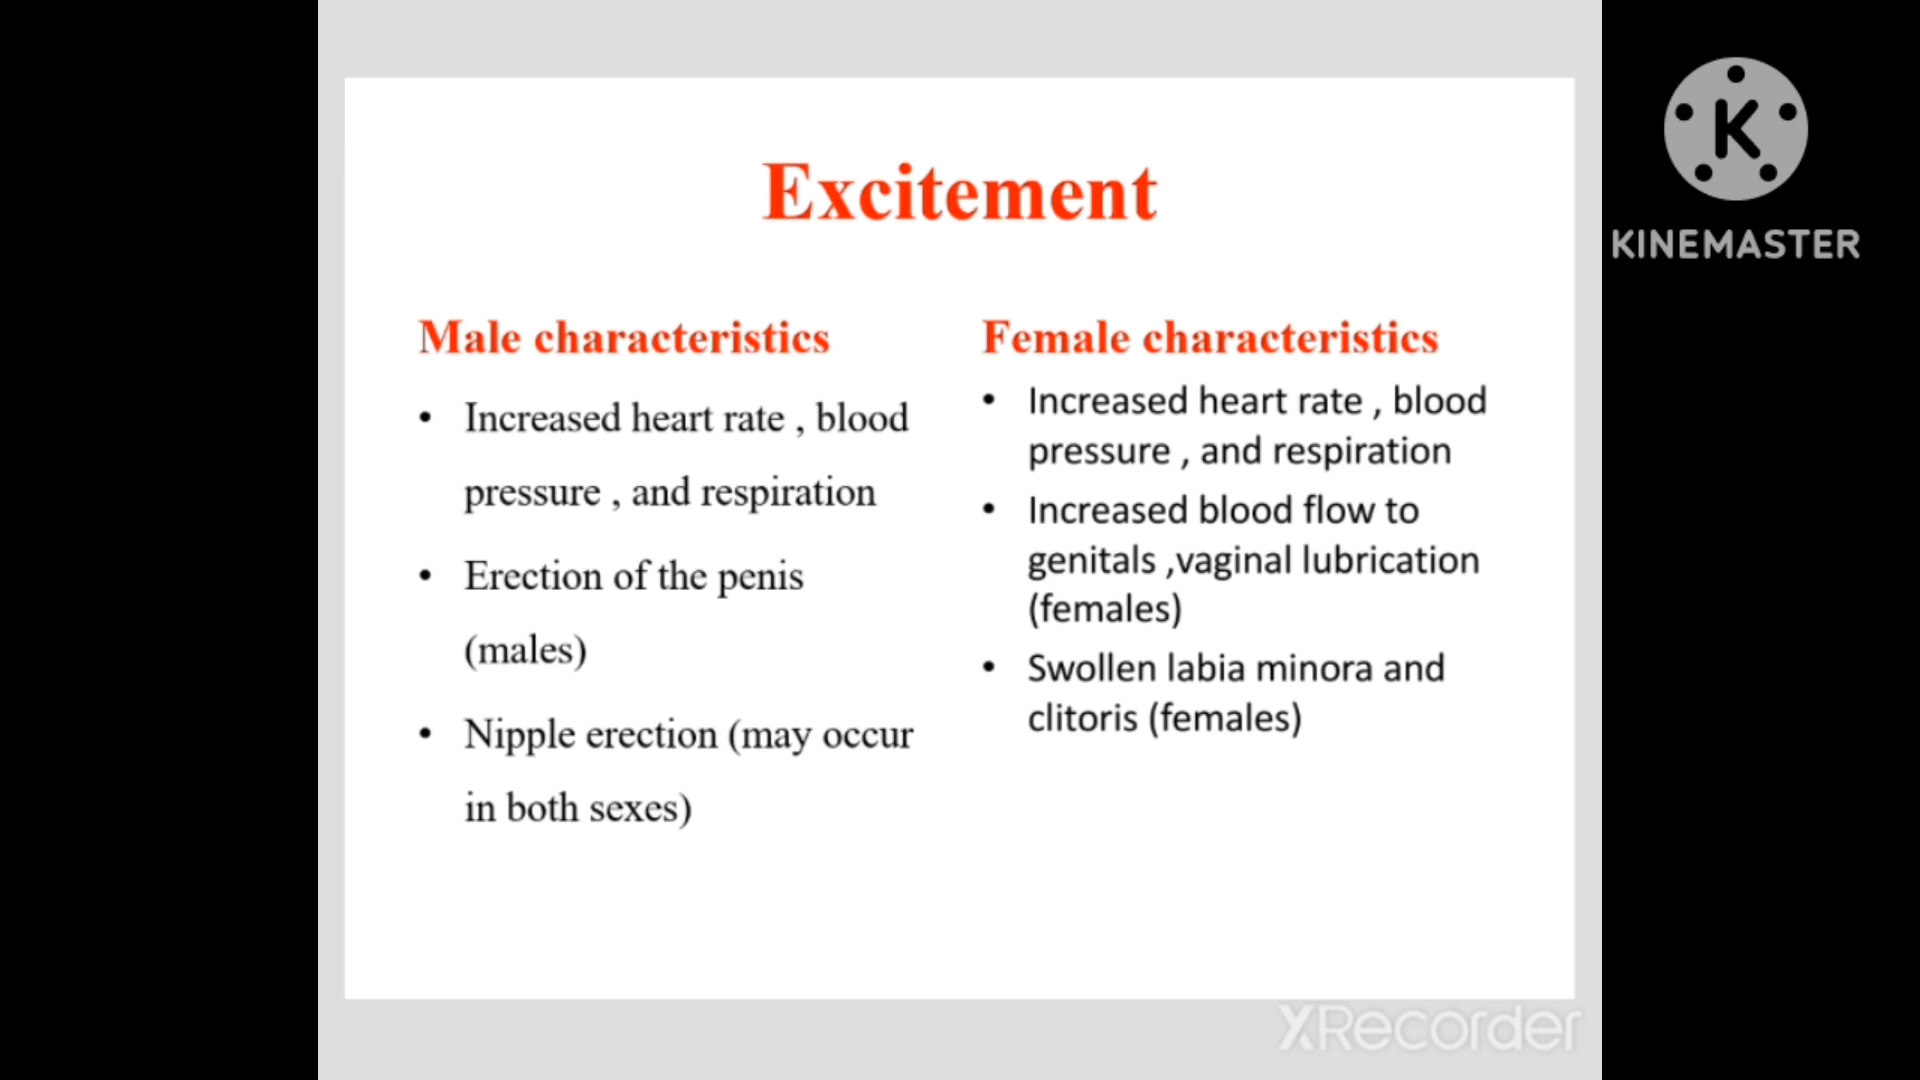 Excitement
Male characteristics
• Increased heart rate , blood
pressure , and respiration
• Erection of the penis
(males)
• Nipple erection (may occur
in both sexes)
Female characteristics
• Increased heart rate , blood
pressure , and respiration
• Increased blood flow to
genitals ,vaginal lubrication
(females)
• Swollen labia minora and
clitoris (females)
K
KINEMASTER
XRecorder